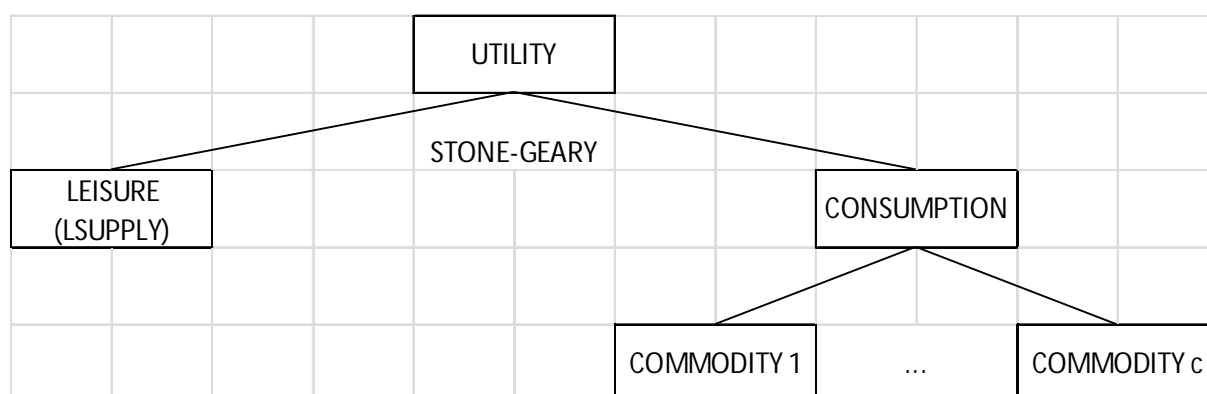 UTILITY
STONE-GEARY
LEISURE
(LSUPPLY)
CONSUMPTION
COMMODITY 1
...
COMMODITY c